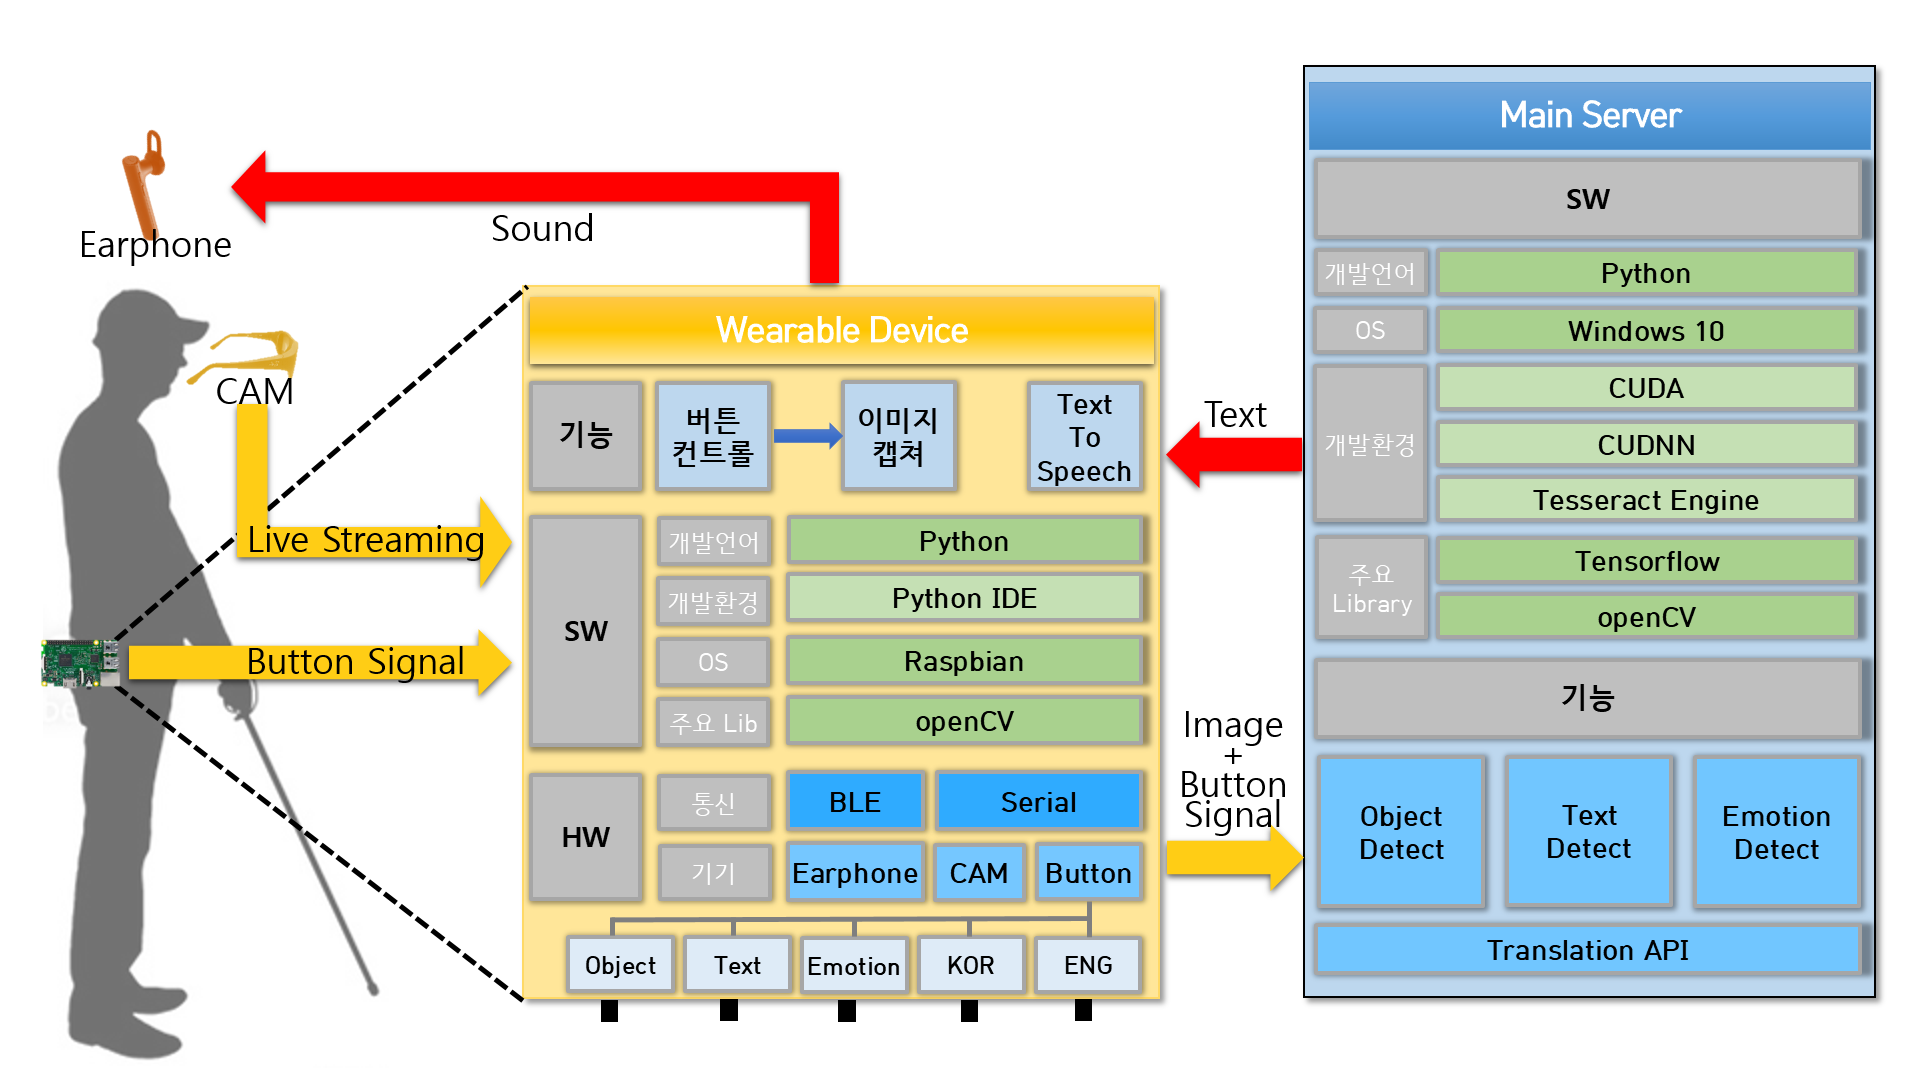 Earphone
Sound
CAM
Live Streaming
Button Signal
Wearable Device
기능
버튼
컨트롤
이미지
캡쳐
Text
To
Speech
SW
개발언어
Python
개발환경
Python IDE
OS
Raspbian
주요 Lib
openCV
HW
통신
BLE
Serial
기기
Earphone
CAM
Button
Object
Text
Emotion
KOR
ENG
Text
Image
+
Button
Signal
Main Server
SW
개발언어
Python
OS
Windows 10
개발환경
CUDA
CUDNN
Tesseract Engine
주요
Library
Tensorflow
openCV
기능
Object
Detect
Text
Detect
Emotion
Detect
Translation API